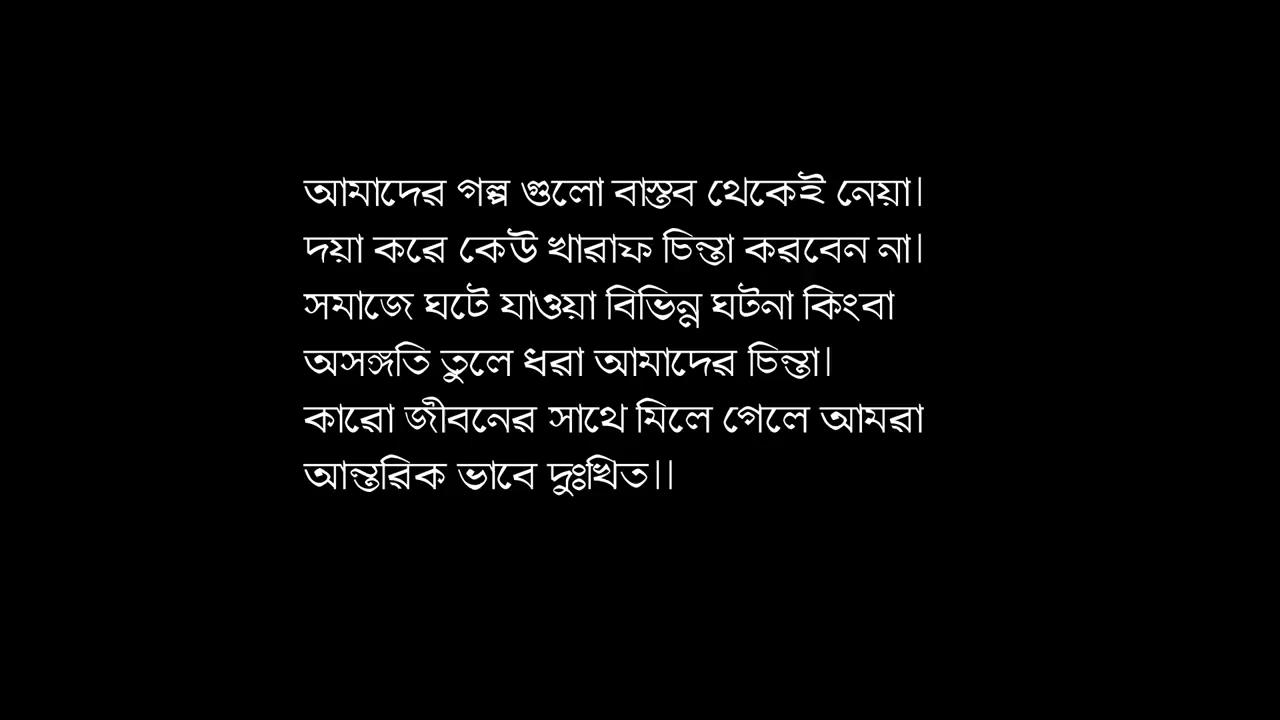 আমাদের গল্প গুলো বাস্তব থেকেই নেয়া।
দয়া করে কেউ খারাফ চিন্তা করবেন না।
সমাজে ঘটে যাওয়া বিভিন্ন ঘটনা কিংবা
অসঙ্গতি তুলে ধরা আমাদের চিন্তা।
কারো জীবনের সাথে মিলে গেলে আমরা
আন্তরিক ভাবে দুঃখিত।।